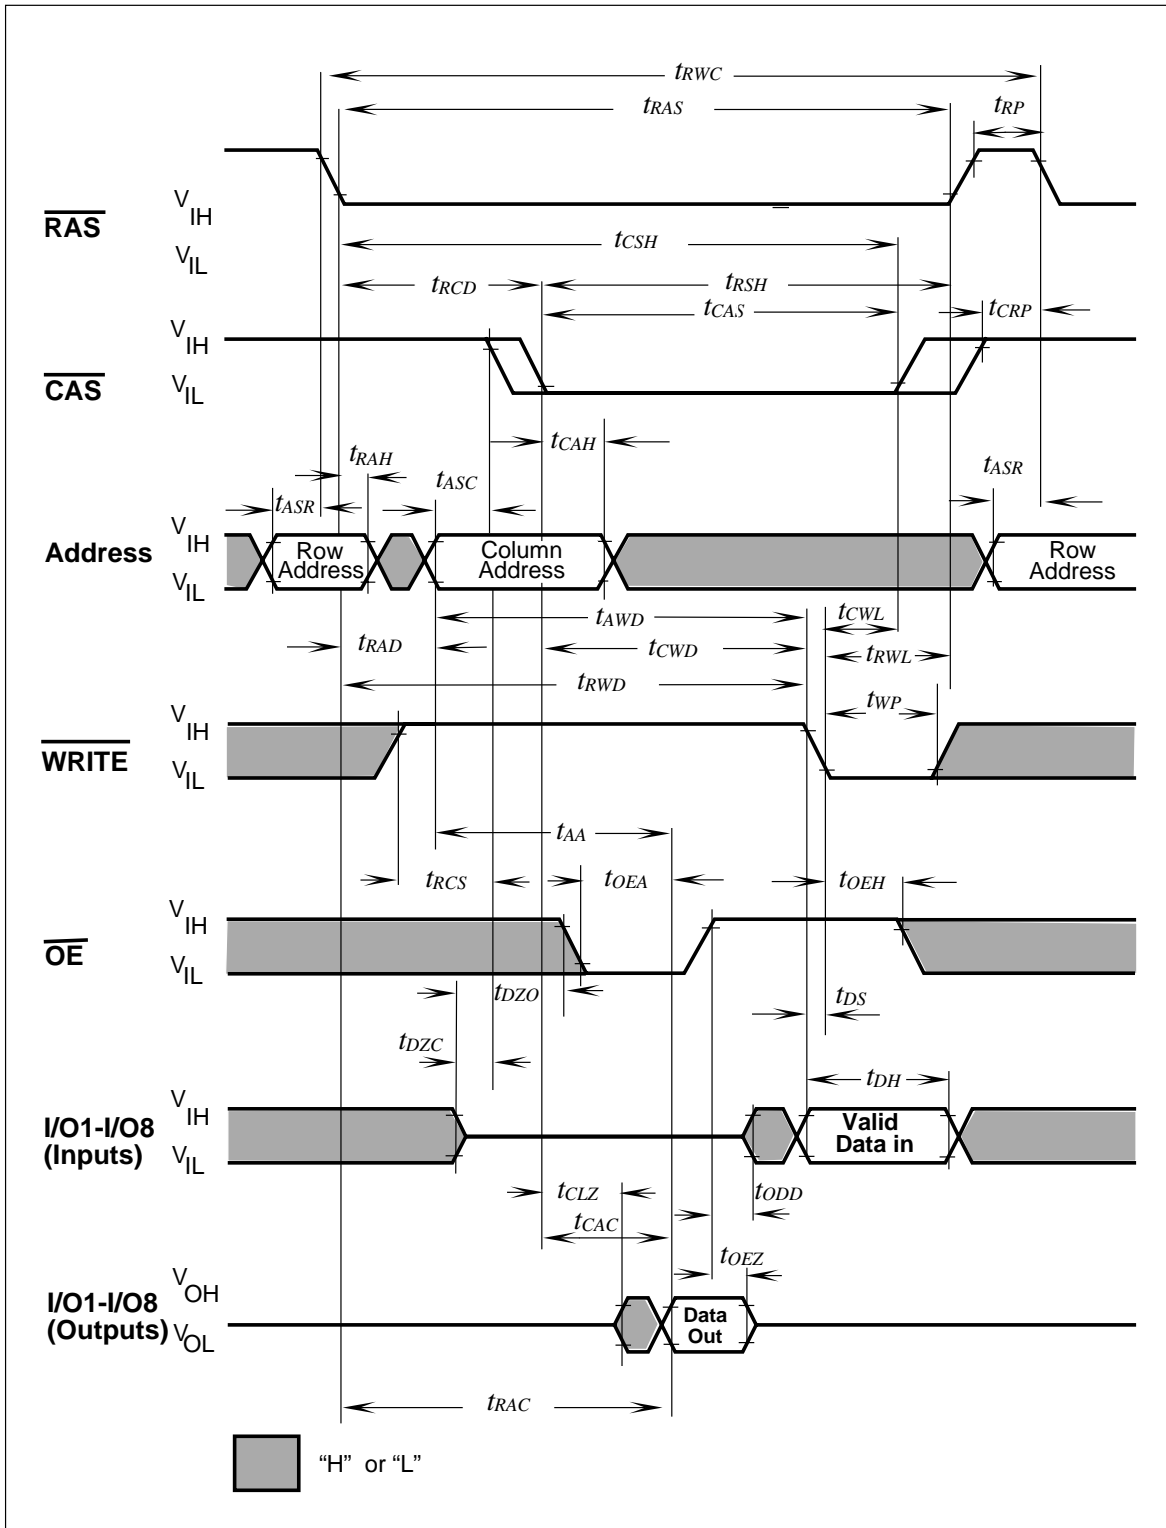 tRWC
tRAS
tRP
RAS
VIH
VIL
tCSH
tRCD
tRSH
tCAS
tCRP
CAS
VIH
VIL
tCAH
tRAH
tASC
tASR
tASR
Address
VIH
VIL
Row
Address
Column
Address
Row
Address
tAWD
tCWL
tRAD
tCWD
tRWL
tRWD
tWP
WRITE
VIH
VIL
tAA
tRCS
tOEA
tOEH
OE
VIH
VIL
tDZO
tDS
tDZC
tDH
I/O1-I/O8
(Inputs)
VIH
VIL
Valid
Data in
tCLZ
tODD
tCAC
tOEZ
I/O1-I/O8
(Outputs)
VOH
VOL
Data
Out
tRAC
“H” or “L”